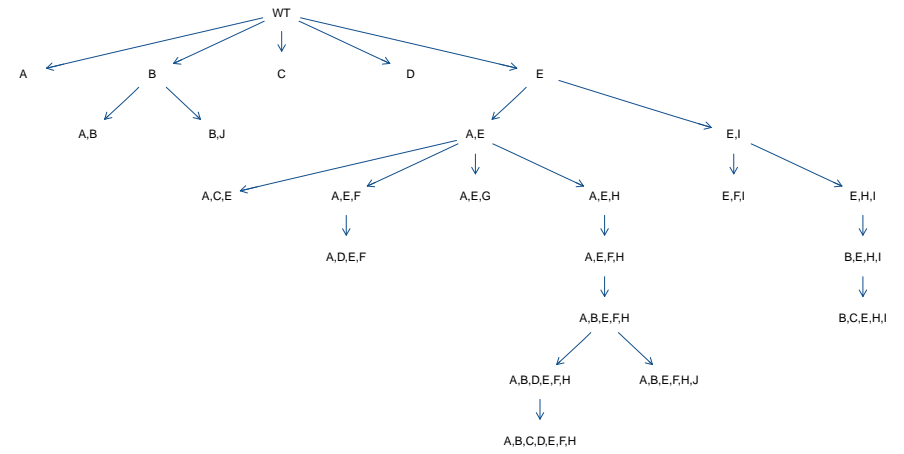 WT
A
B
C
D
E
A,B
B,J
A,E
E,I
A,C,E
A,E,F
A,E,G
A,E,H
E,F,I
E,H,I
A,D,E,F
A,E,F,H
B,E,H,I
A,B,E,F,H
B,C,E,H,I
A,B,D,E,F,H
A,B,E,F,H,J
A,B,C,D,E,F,H